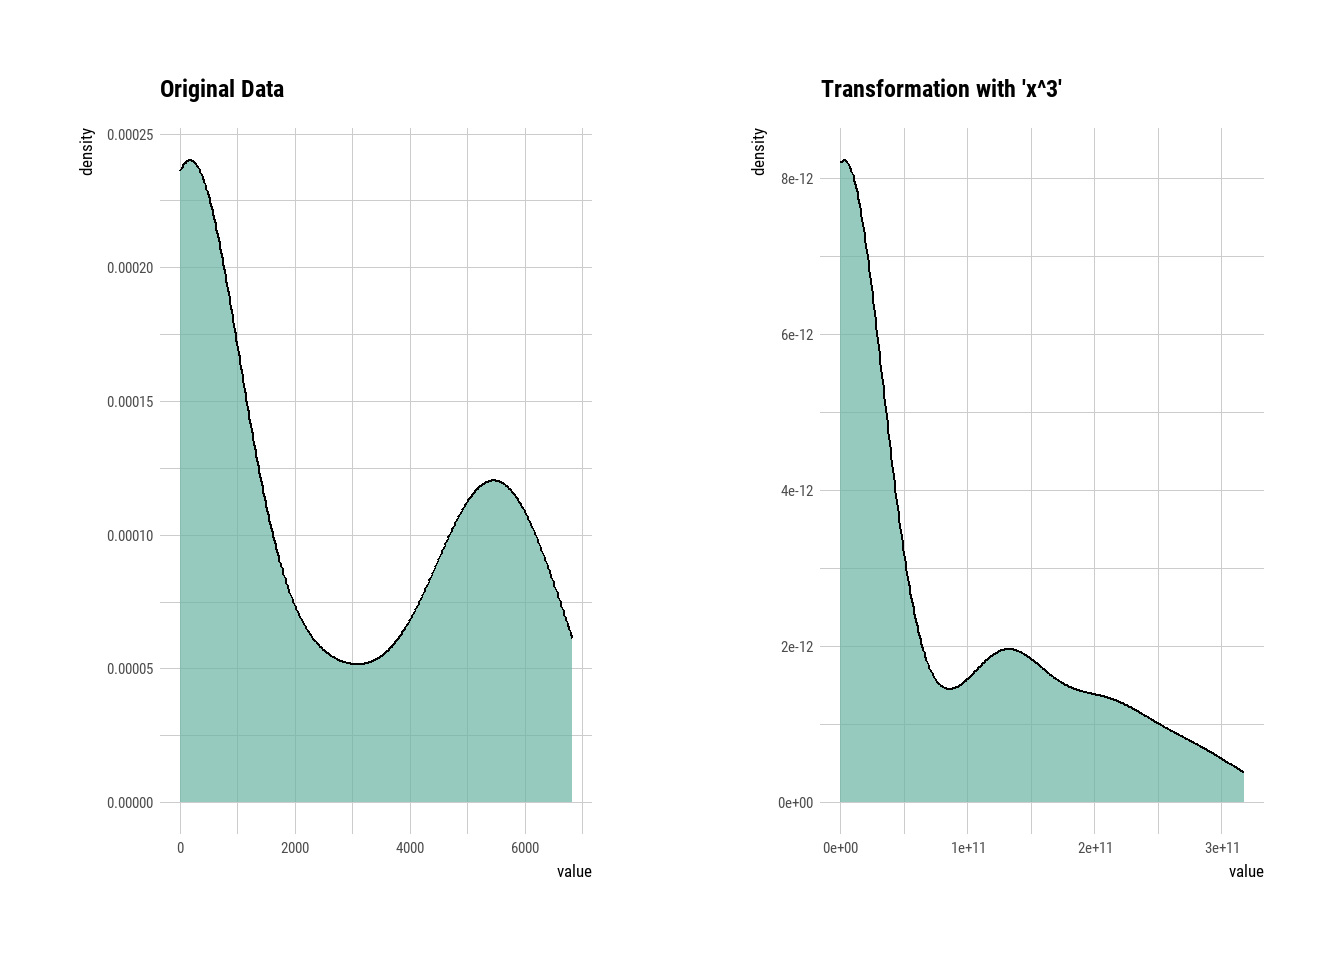 Original Data
density
0.00025
0.00020
0.00015
0.00010
0.00005
0.00000
0
2000
4000
6000
value
Transformation with 'x^3'
density
8e-12
6e-12
4e-12
2e-12
0e+00
0e+00
1e+11
2e+11
3e+11
value